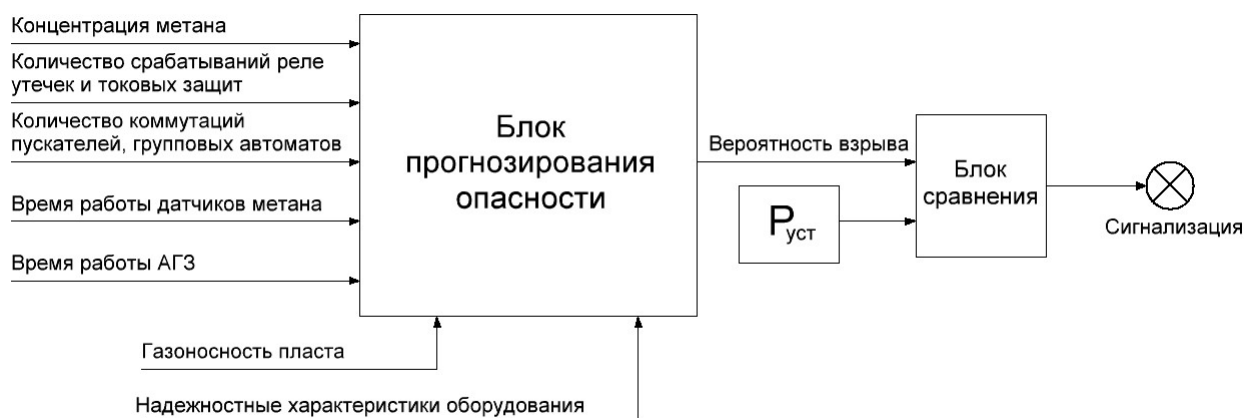 Концентрация метана
Количество срабатываний реле
утечек и токовых защит
Количество коммутаций
пускателей, групповых автоматов
Время работы датчиков метана
Время работы АГЗ
Блок
прогнозирования
опасности
Газоносность пласта
Надежностные характеристики оборудования
Вероятность взрыва
Pуст
Блок
сравнения
Сигнализация